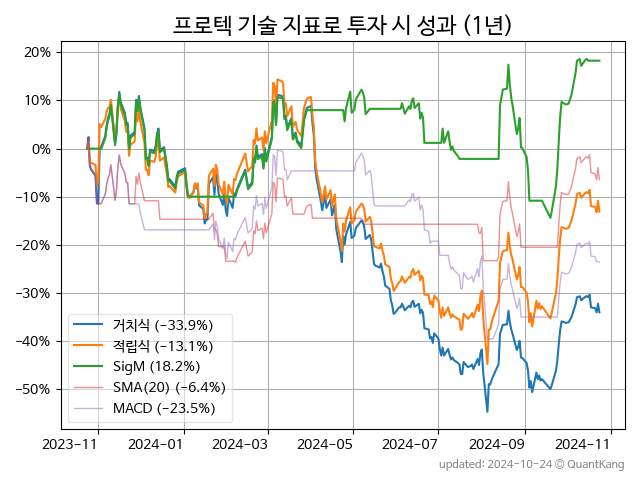 프로텍 기술 지표로 투자 시 성과 (1년)
20%
10%
0%
−10%
−20%
−30%
−40%
−50%
거치식 (−33.9%)
적립식 (−13.1%)
SigM (18.2%)
SMA(20) (−6.4%)
MACD (−23.5%)
2023−11 2024−01 2024−03 2024−05 2024−07 2024−09 2024−11
updated: 2024-10-24 @ QuantKang